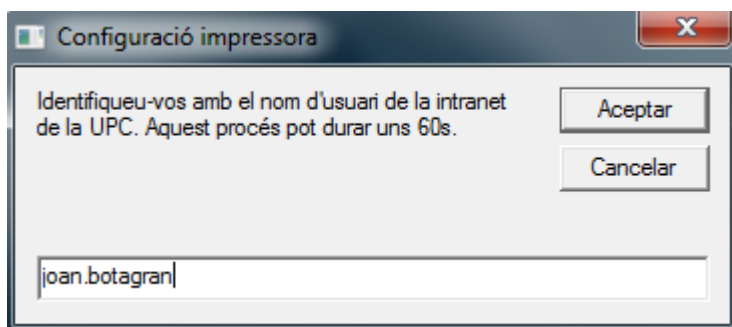 Configuració impressora
Identifiqueu-vos amb el nom d'usuari de la intranet
de la UPC. Aquest procés pot durar uns 60s.
Aceptar
Cancelar
joan.botagran